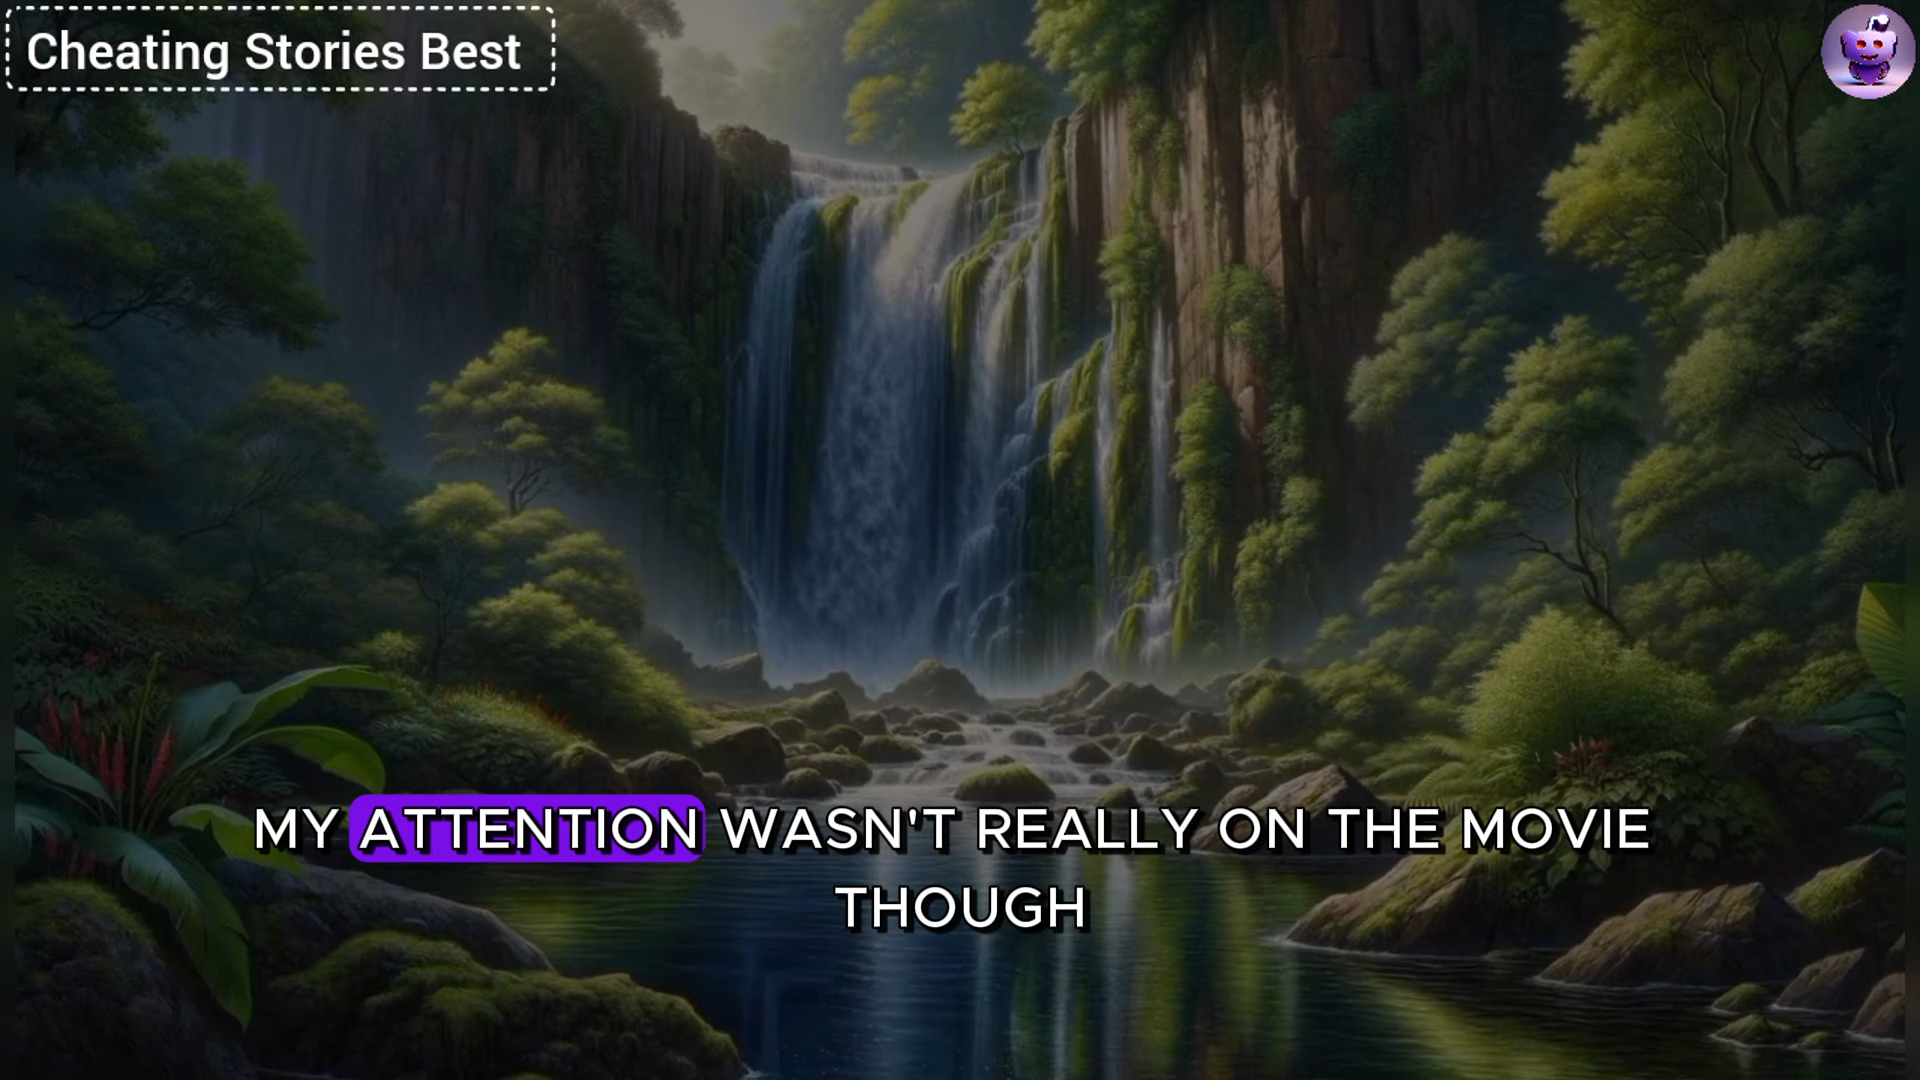 Cheating Stories Best
MY ATTENTION WASN'T REALLY ON THE MOVIE
THOUGH